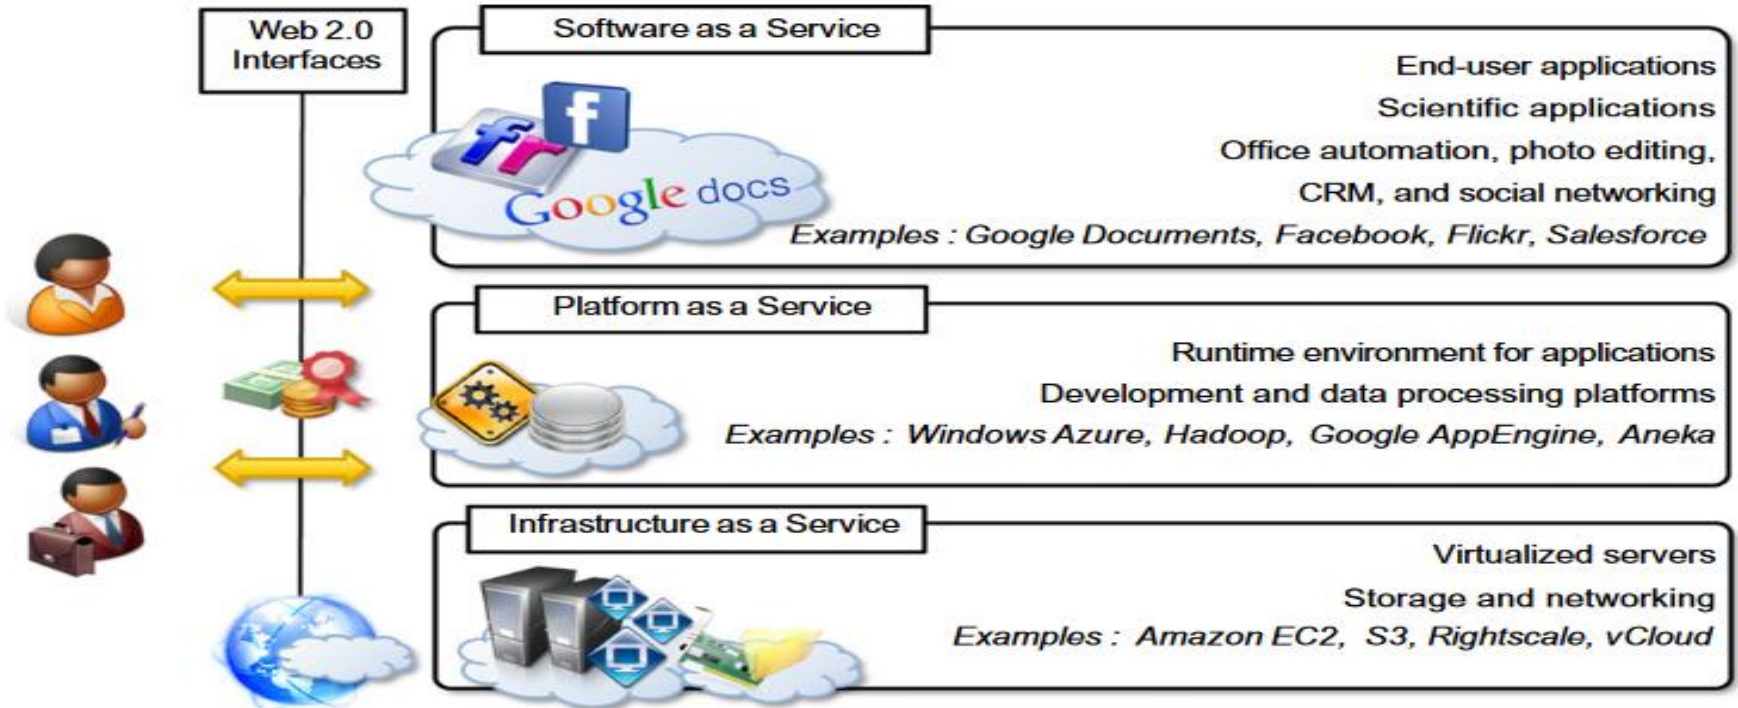 Web 2.0
Interfaces
Software as a Service
End-user applications
Scientific applications
Office automation, photo editing,
CRM, and social networking
Examples : Google Documents, Facebook, Flickr, Salesforce
f
fr
Google docs
Platform as a Service
Runtime environment for applications
Development and data processing platforms
Examples : Windows Azure, Hadoop, Google AppEngine, Aneka
Infrastructure as a Service
Virtualized servers
Storage and networking
Examples : Amazon EC2, S3, Rightscale, vCloud